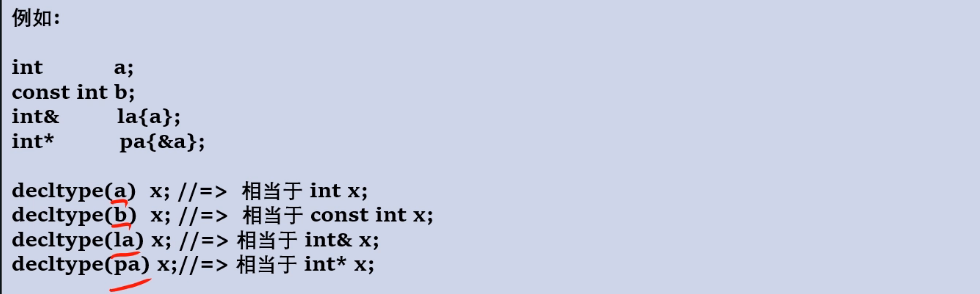 例如:
int a;
const int b;
int& la{a};
int* pa{&a};
decltype(a) x; //=> 相当于 int x;
decltype(b) x; //=> 相当于 const int x;
decltype(la) x; //=> 相当于 int& x;
decltype(pa) x;//=> 相当于 int* x;